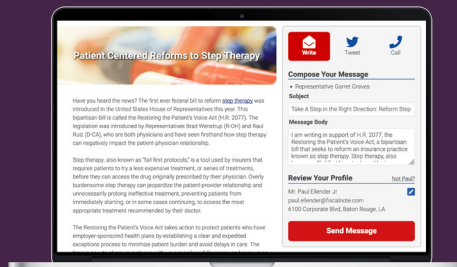 Patient Centered Reforms to Step Therapy
Have you heard the news? The first ever federal bill to reform step therapy was
introduced in the United States House of Representatives this year. This
bipartisan bill is called the Restoring the Patient's Voice Act (H.R. 2077). The
legislation was introduced by Representatives Brad Wenstrup (R-OH) and Raul
Ruiz (D-CA), who are both physicians and have seen firsthand how step therapy
can negatively impact the patient-physician relationship.
Step therapy, also known as "fail first protocols," is a tool used by insurers that
requires patients to try a less expensive treatment, or series of treatments,
before they can access the drug originally prescribed by their physician. Overly
burdensome step therapy can jeopardize the patient-provider relationship and
unnecessarily prolong ineffective treatment, preventing patients from
immediately starting, or in some cases continuing, to access the most
appropriate treatment recommended by their doctor.
The Restoring the Patient's Voice Act takes action to protect patients who have
employer-sponsored health plans by establishing a clear and expedited
exceptions process to minimize patient burden and avoid delays in care. The
Write
Tweet
Call
Compose Your Message
• Representative Garret Graves
Subject
Take A Step in the Right Direction: Reform Step
Message Body
I am writing in support of H.R. 2077, the
Restoring the Patient's Voice Act, a bipartisan
bill that seeks to reform an insurance practice
known as step therapy. Step therapy, also
Review Your Profile
Not Paul?
Mr. Paul Ellender Jr
paul.ellender@fiscalnote.com
6100 Corporate Blvd, Baton Rouge, LA
Send Message